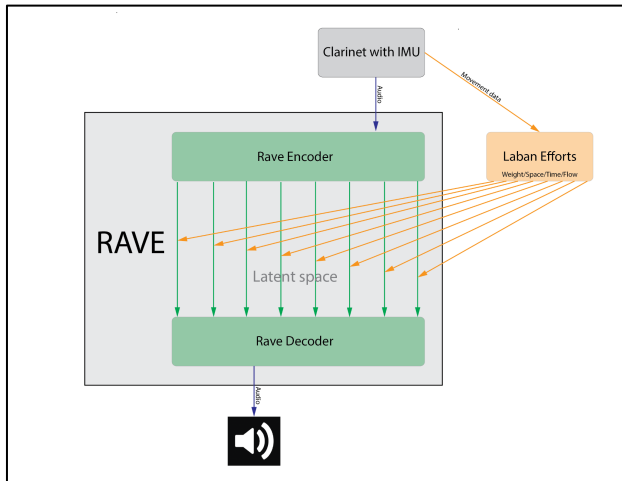 Clarinet with IMU
Audio
Movement data
Rave Encoder
Laban Efforts
Weight/Space/Time/Flow
RAVE
Latent space
Rave Decoder
Audio